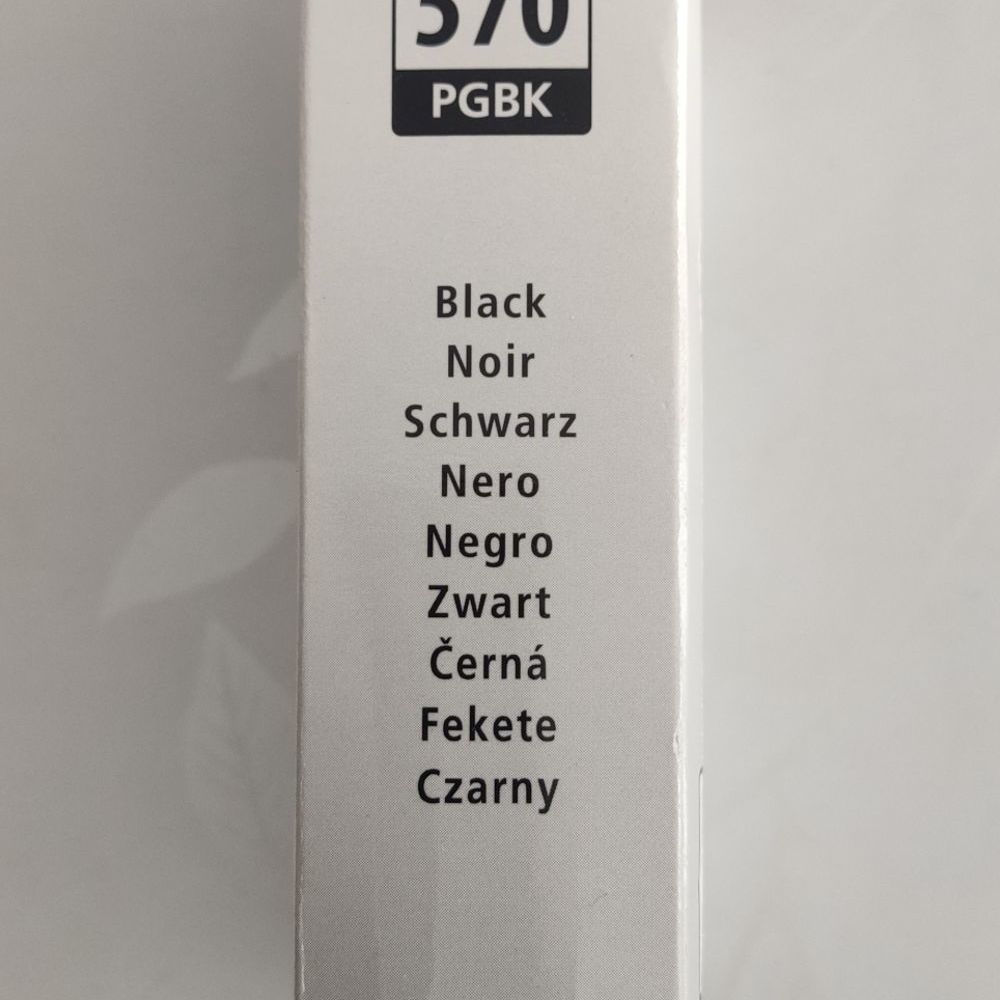 570
PGBK
Black
Noir
Schwarz
Nero
Negro
Zwart
Černá
Fekete
Czarny